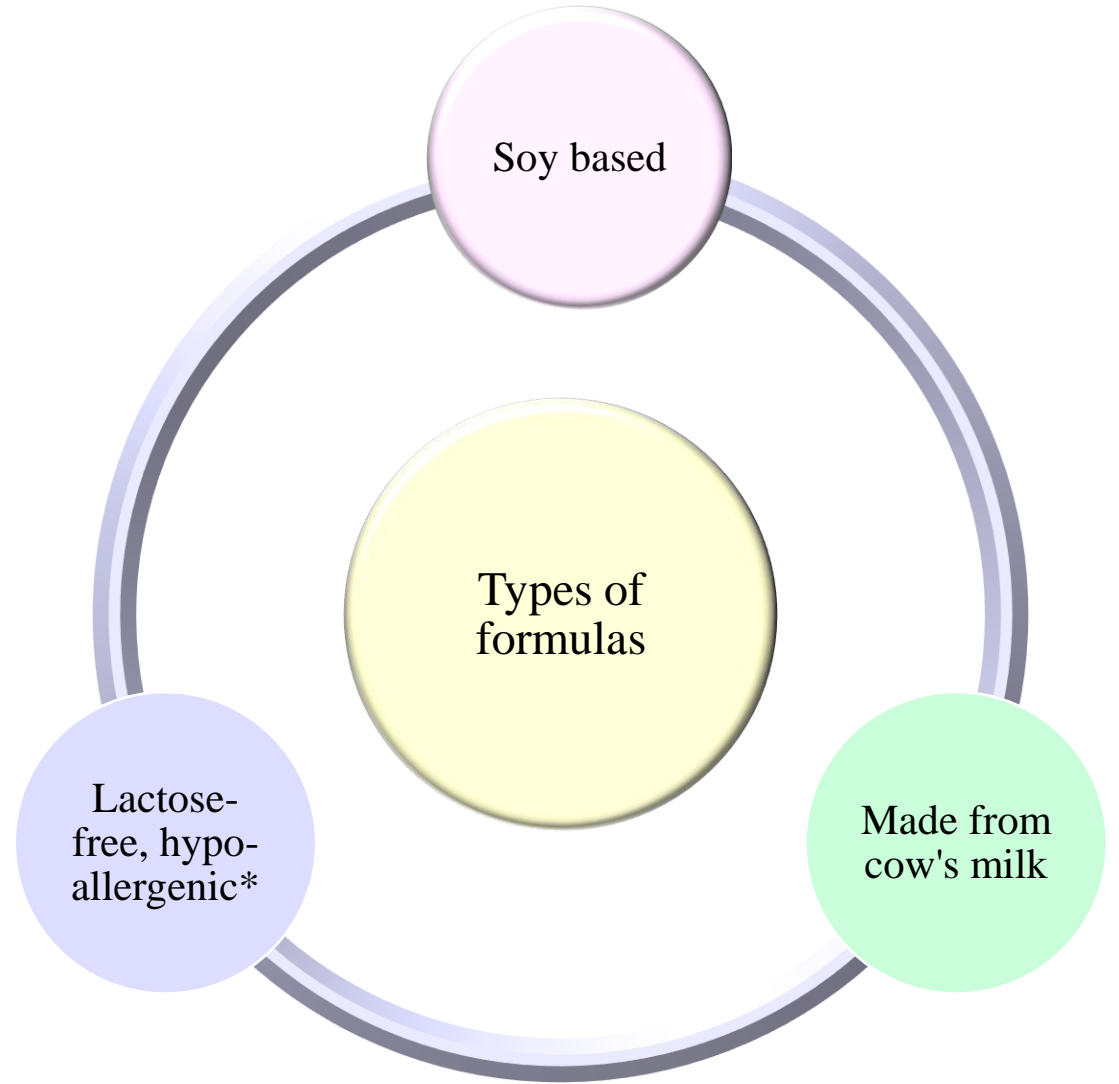 Soy based
Types of
formulas
Lactose-
free, hypo-
allergenic*
Made from
cow's milk